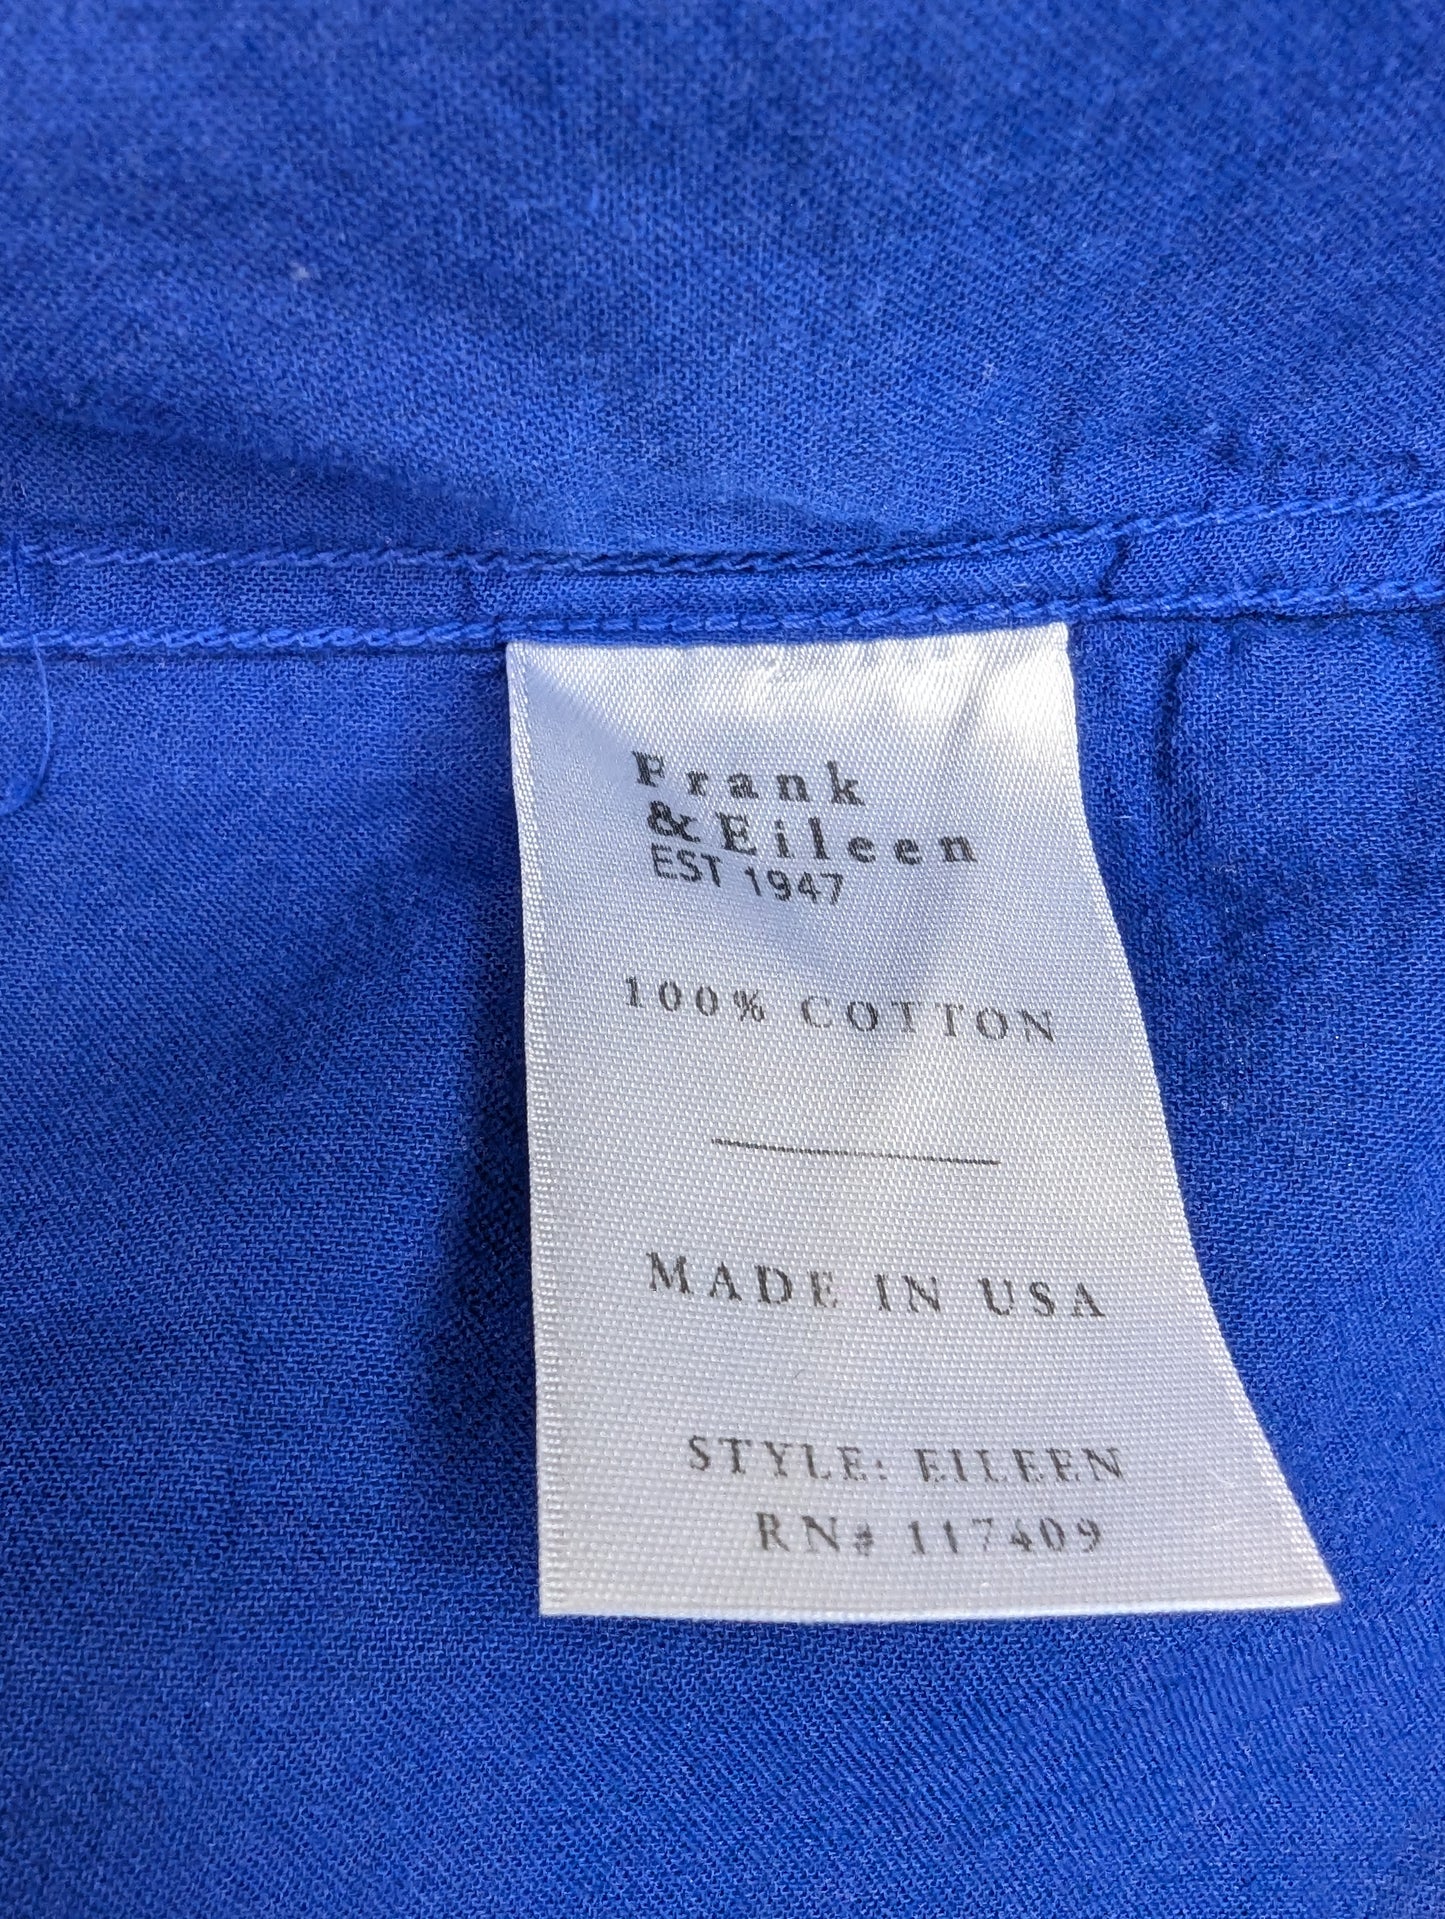 Frank
& Eileen
EST 1947
100% COTTON
MADE IN USA
STYLE: EILEEN
RN# 117409